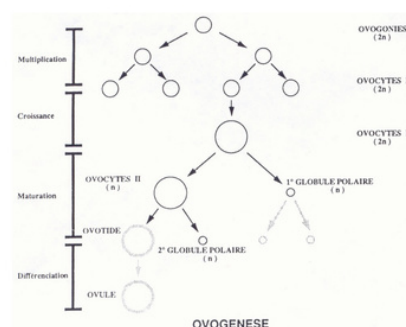 OVOGONIES
(2n)
Multiplication
OVOCYTES
(2n)
Croissance
OVOCYTES
(2n)
OVOCYTES II
(n)
1° GLOBULE POLAIRE
(n)
Maturation
OVOTIDE
2° GLOBULE POLAIRE
(n)
Différenciation
OVULE
OVOGENESE